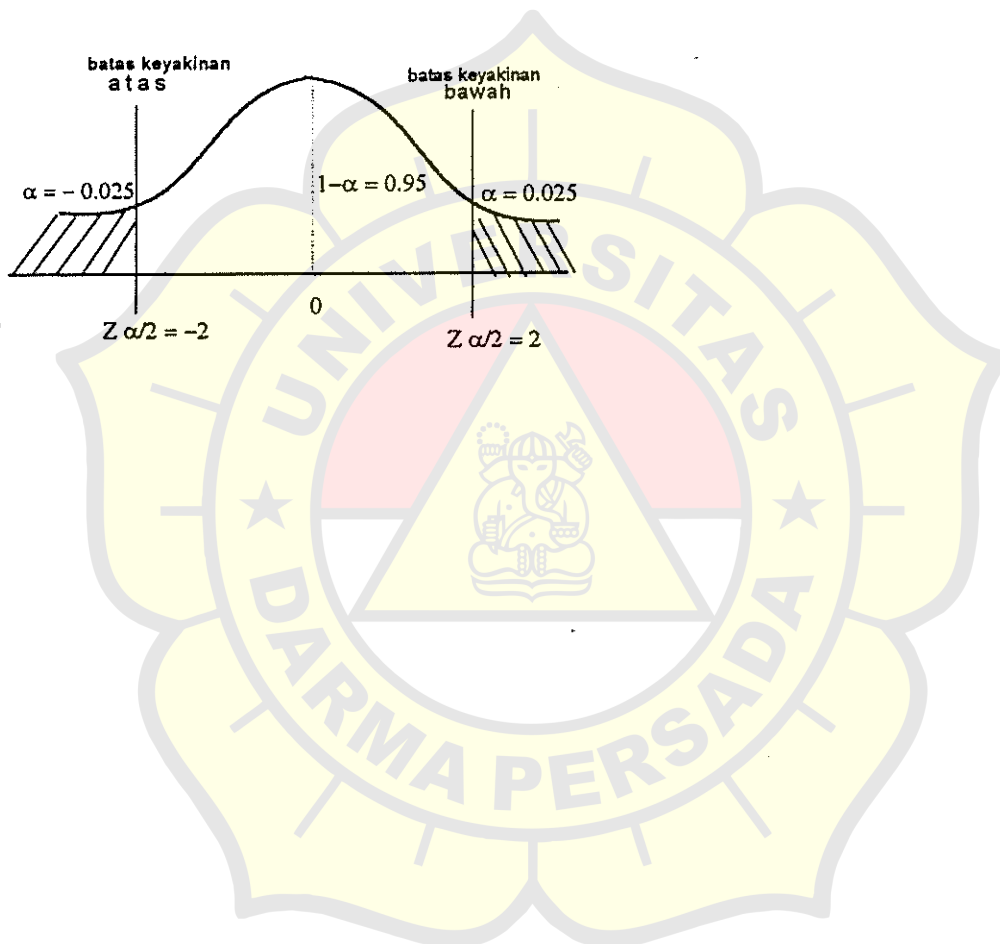 batas keyakinan
atas
batas keyakinan
bawah
α = − 0.025
1−α = 0.95
α = 0.025
0
Z α/2 = −2
Z α/2 = 2
UNIVERSITAS
DARMA PERSADA